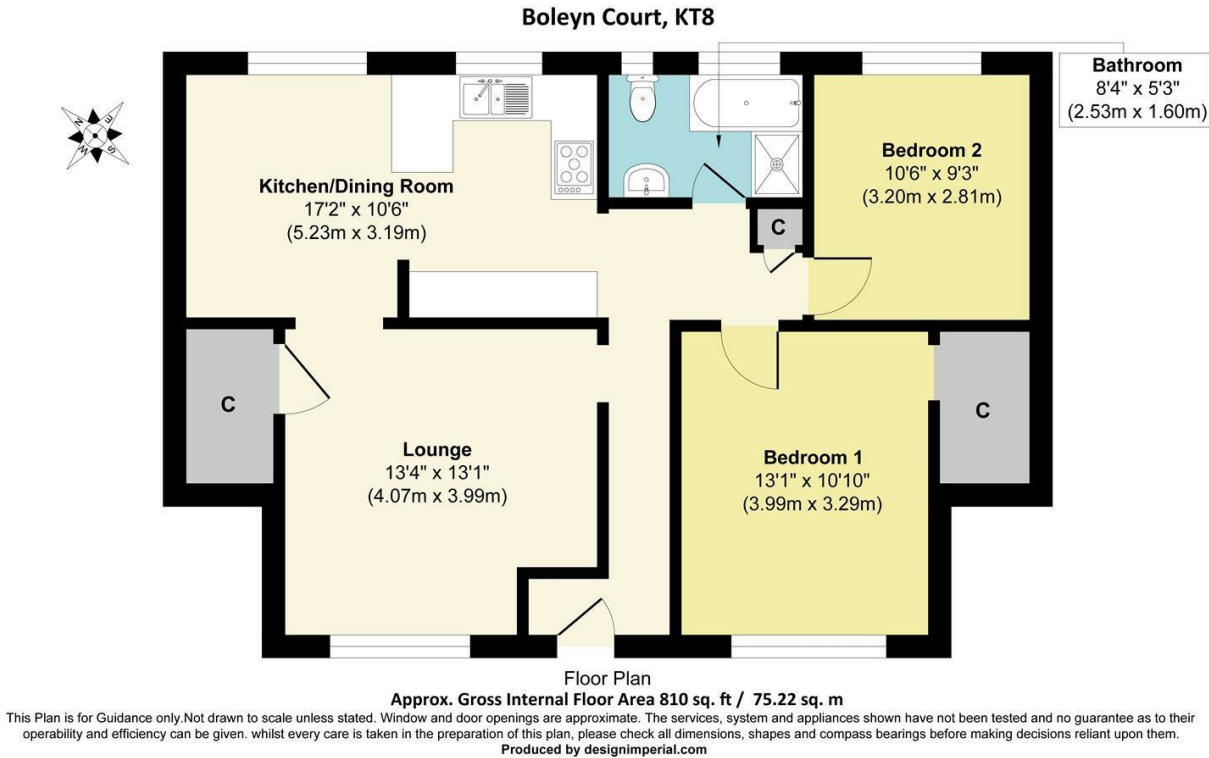 Boleyn Court, KT8
Bathroom
8'4" x 5'3"
(2.53m x 1.60m)
N
E
S
W
Bedroom 2
10'6" x 9'3"
(3.20m x 2.81m)
Kitchen/Dining Room
17'2" x 10'6"
(5.23m x 3.19m)
C
C
Lounge
13'4" x 13'1"
(4.07m x 3.99m)
Bedroom 1
13'1" x 10'10"
(3.99m x 3.29m)
C
Floor Plan
Approx. Gross Internal Floor Area 810 sq. ft / 75.22 sq. m
This Plan is for Guidance only.Not drawn to scale unless stated. Window and door openings are approximate. The services, system and appliances shown have not been tested and no guarantee as to their
operability and efficiency can be given. whilst every care is taken in the preparation of this plan, please check all dimensions, shapes and compass bearings before making decisions reliant upon them.
Produced by designimperial.com